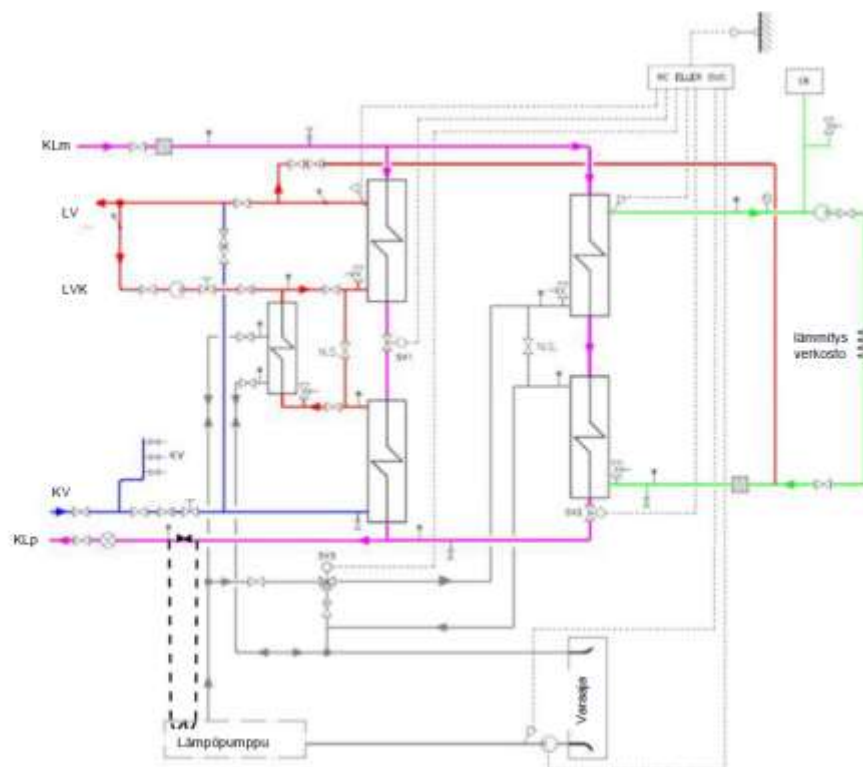 KLm
LV
LVK
N.S.
SV1
N.S.
lämmitys
verkosto
KV
KV
KLp
SV2
SV3
Varaaja
Lämpöpumppu